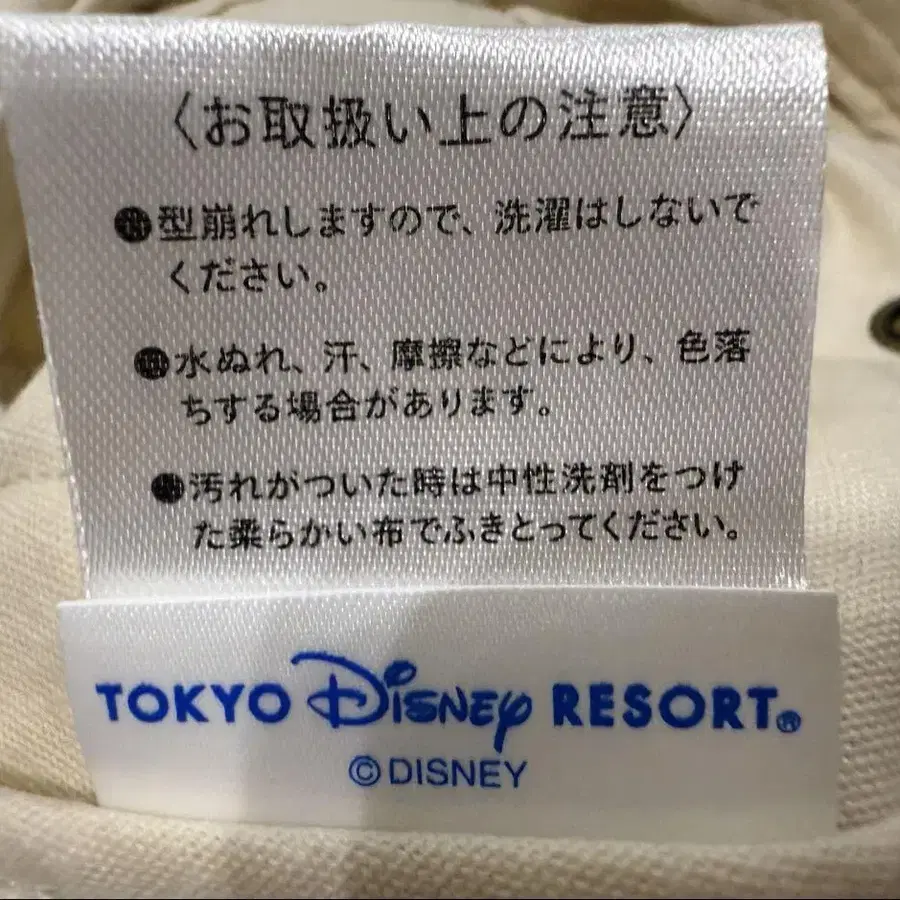 〈お取扱い上の注意〉
●型崩れしますので、洗濯はしないで
ください。
●水ぬれ、汗、摩擦などにより、色落
ちする場合があります。
●汚れがついた時は中性洗剤をつけ
た柔らかい布でふきとってください。
TOKYO Disney RESORT®
©DISNEY